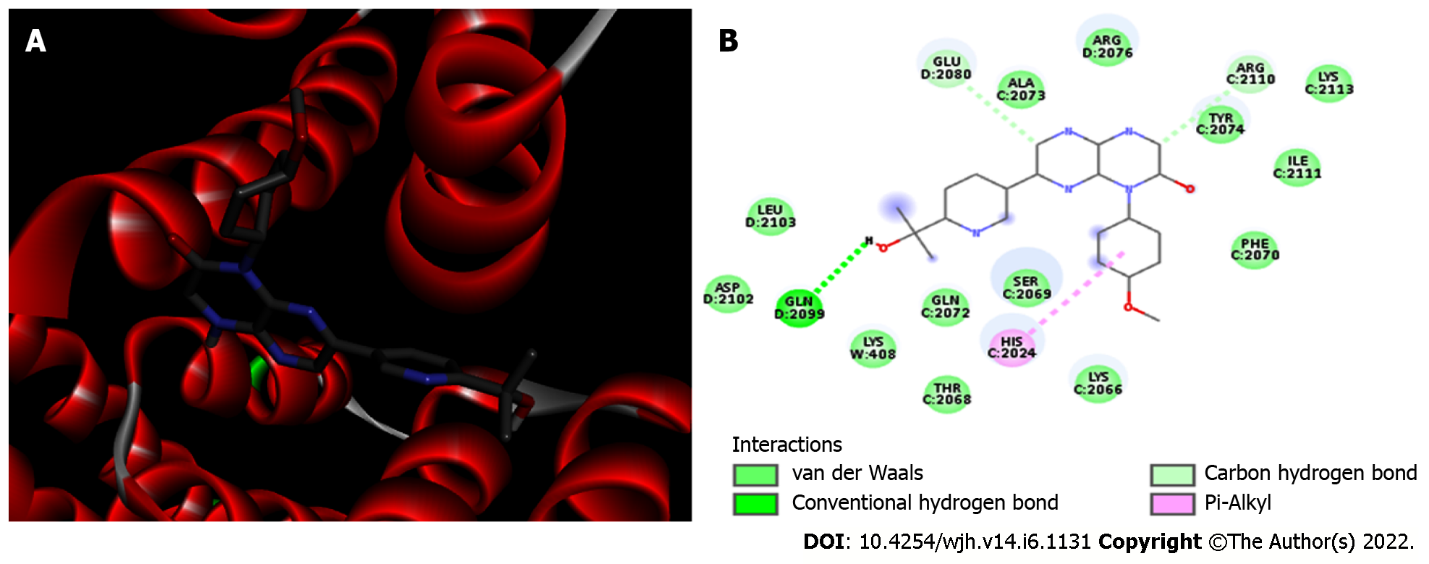 A
B
GLU
D:2080
ALA
C:2073
ARG
D:2076
ARG
C:2110
LYS
C:2113
TYR
C:2074
ILE
C:2111
N
N
N
N
O
N
LEU
D:2103
H
O
PHE
C:2070
ASP
D:2102
GLN
D:2099
GLN
C:2072
SER
C:2069
O
LYS
W:408
HIS
C:2024
THR
C:2068
LYS
C:2066
Interactions
van der Waals
Conventional hydrogen bond
Carbon hydrogen bond
Pi-Alkyl
DOI: 10.4254/wjh.v14.i6.1131 Copyright ©The Author(s) 2022.